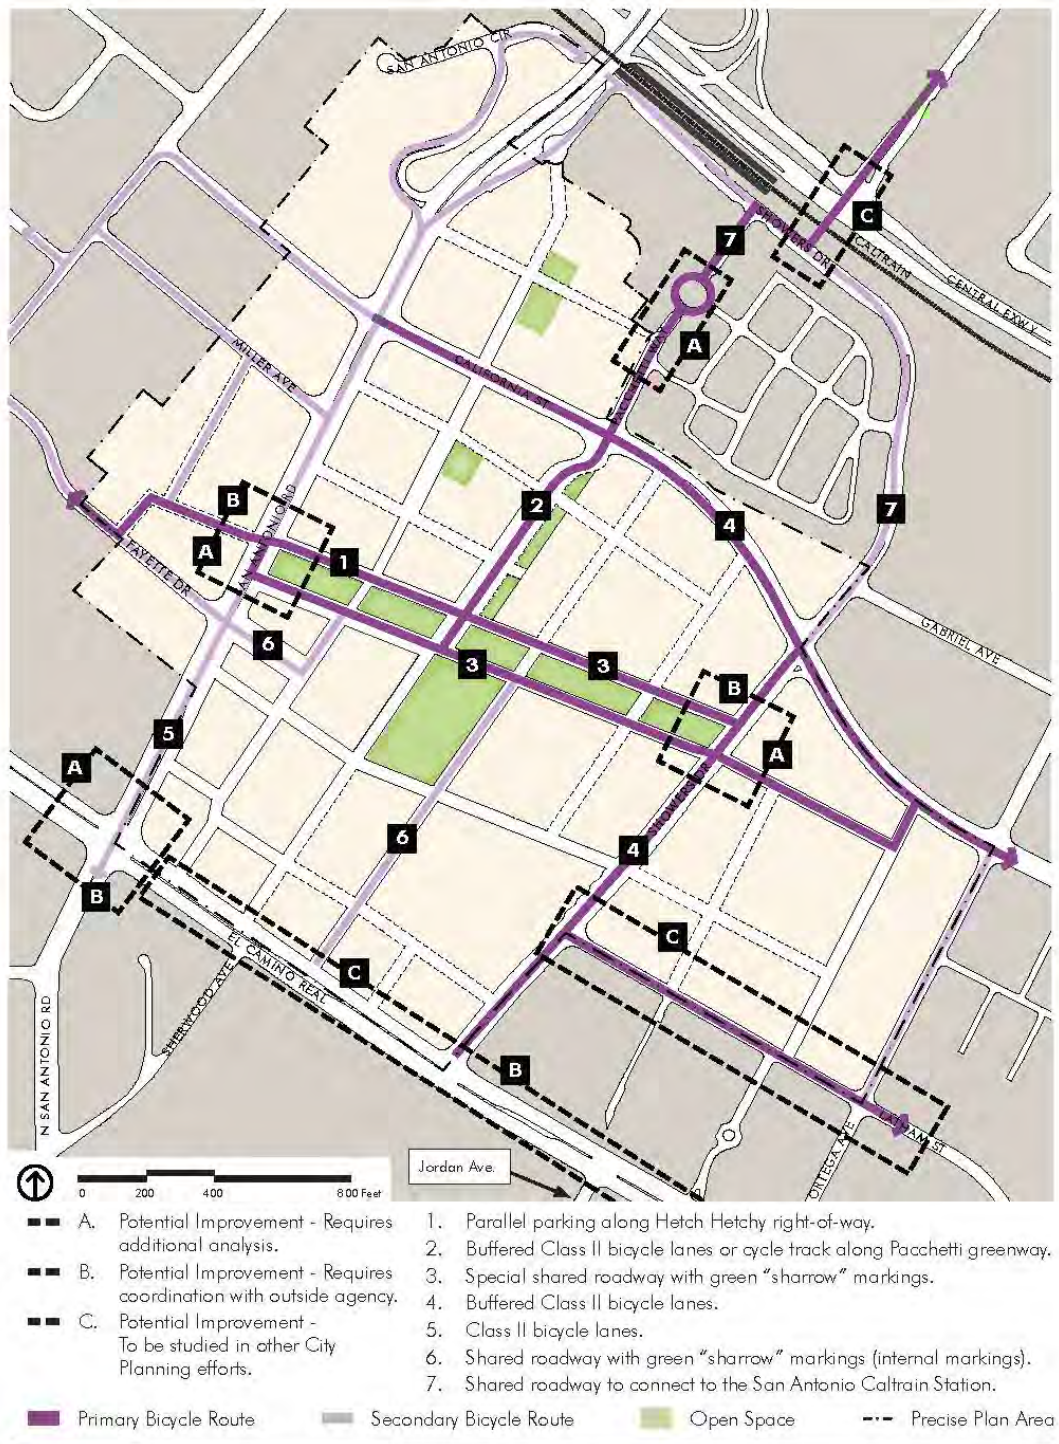 SAN ANTONIO CIR
C
7
SHOWERS DR
CALTRAIN
CENTRAL EXWY
A
MILLER AVE
CALIFORNIA ST
B
SAN ANTONIO RD
2
4
7
A
1
FAYETTE DR
GABRIEL AVE
6
3
3
B
5
A
A
SHOWERS DR
6
4
B
C
EL CAMINO REAL
C
SHERWOOD AVE
N SAN ANTONIO RD
B
LATHAM ST
ORTEGA AVE
Jordan Ave.
0 200 400 800 Feet
A. Potential Improvement - Requires
additional analysis.
B. Potential Improvement - Requires
coordination with outside agency.
C. Potential Improvement -
To be studied in other City
Planning efforts.
1. Parallel parking along Hetch Hetchy right-of-way.
2. Buffered Class II bicycle lanes or cycle track along Pacchetti greenway.
3. Special shared roadway with green “sharrow” markings.
4. Buffered Class II bicycle lanes.
5. Class II bicycle lanes.
6. Shared roadway with green “sharrow” markings (internal markings).
7. Shared roadway to connect to the San Antonio Caltrain Station.
Primary Bicycle Route
Secondary Bicycle Route
Open Space
Precise Plan Area